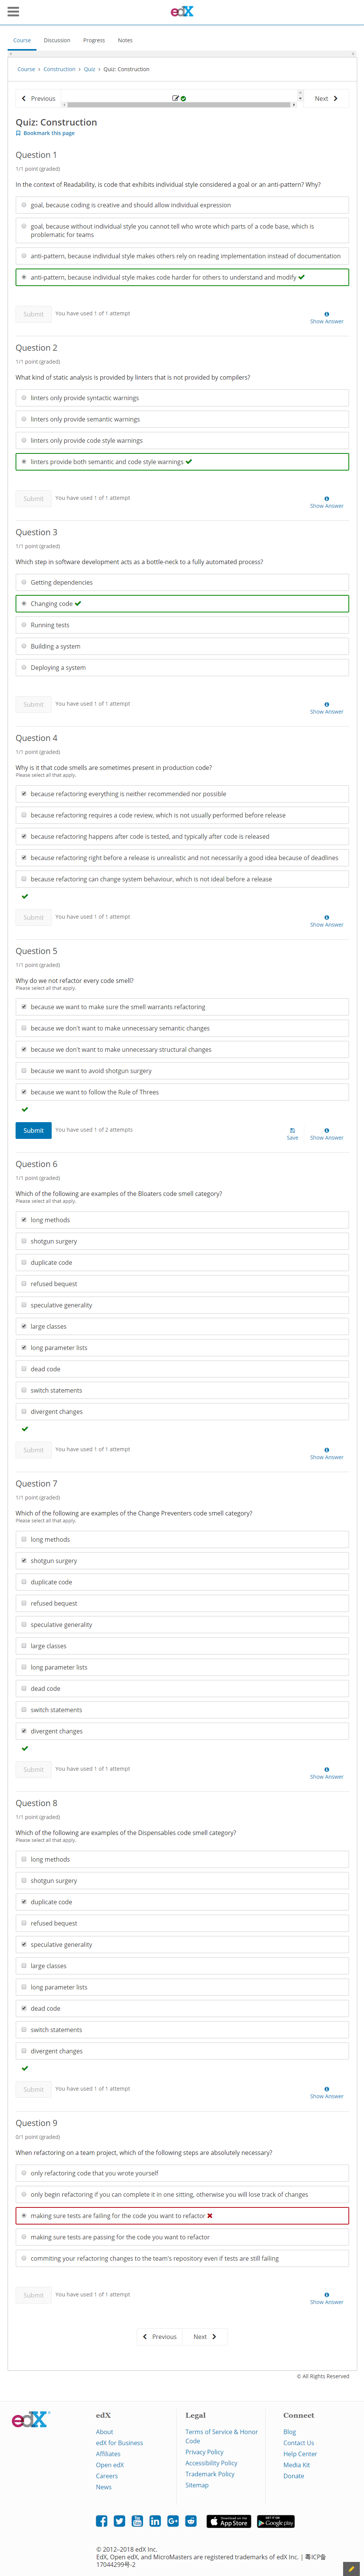 edX
Course Discussion Progress Notes
Course › Construction › Quiz › Quiz: Construction
Previous Next
Quiz: Construction
Bookmark this page
Question 1
1/1 point (graded)
In the context of Readability, is code that exhibits individual style considered a goal or an anti-pattern? Why?
goal, because coding is creative and should allow individual expression
goal, because without individual style you cannot tell who wrote which parts of a code base, which is
problematic for teams
anti-pattern, because individual style makes others rely on reading implementation instead of documentation
anti-pattern, because individual style makes code harder for others to understand and modify
Submit You have used 1 of 1 attempt
Show Answer
Question 2
1/1 point (graded)
What kind of static analysis is provided by linters that is not provided by compilers?
linters only provide syntactic warnings
linters only provide semantic warnings
linters only provide code style warnings
linters provide both semantic and code style warnings
Submit You have used 1 of 1 attempt
Show Answer
Question 3
1/1 point (graded)
Which step in software development acts as a bottle-neck to a fully automated process?
Getting dependencies
Changing code
Running tests
Building a system
Deploying a system
Submit You have used 1 of 1 attempt
Show Answer
Question 4
1/1 point (graded)
Why is it that code smells are sometimes present in production code?
Please select all that apply.
because refactoring everything is neither recommended nor possible
because refactoring requires a code review, which is not usually performed before release
because refactoring happens after code is tested, and typically after code is released
because refactoring right before a release is unrealistic and not necessarily a good idea because of deadlines
because refactoring can change system behaviour, which is not ideal before a release
Submit You have used 1 of 1 attempt
Show Answer
Question 5
1/1 point (graded)
Why do we not refactor every code smell?
Please select all that apply.
because we want to make sure the smell warrants refactoring
because we don't want to make unnecessary semantic changes
because we don't want to make unnecessary structural changes
because we want to avoid shotgun surgery
because we want to follow the Rule of Threes
Submit You have used 1 of 2 attempts
Save Show Answer
Question 6
1/1 point (graded)
Which of the following are examples of the Bloaters code smell category?
Please select all that apply.
long methods
shotgun surgery
duplicate code
refused bequest
speculative generality
large classes
long parameter lists
dead code
switch statements
divergent changes
Submit You have used 1 of 1 attempt
Show Answer
Question 7
1/1 point (graded)
Which of the following are examples of the Change Preventers code smell category?
Please select all that apply.
long methods
shotgun surgery
duplicate code
refused bequest
speculative generality
large classes
long parameter lists
dead code
switch statements
divergent changes
Submit You have used 1 of 1 attempt
Show Answer
Question 8
1/1 point (graded)
Which of the following are examples of the Dispensables code smell category?
Please select all that apply.
long methods
shotgun surgery
duplicate code
refused bequest
speculative generality
large classes
long parameter lists
dead code
switch statements
divergent changes
Submit You have used 1 of 1 attempt
Show Answer
Question 9
0/1 point (graded)
When refactoring on a team project, which of the following steps are absolutely necessary?
only refactoring code that you wrote yourself
only begin refactoring if you can complete it in one sitting, otherwise you will lose track of changes
making sure tests are failing for the code you want to refactor
making sure tests are passing for the code you want to refactor
commiting your refactoring changes to the team's repository even if tests are still failing
Submit You have used 1 of 1 attempt
Show Answer
Previous Next
© All Rights Reserved
edX
edX
About
edX for Business
Affiliates
Open edX
Careers
News
Legal
Terms of Service & Honor
Code
Privacy Policy
Accessibility Policy
Trademark Policy
Sitemap
Connect
Blog
Contact Us
Help Center
Media Kit
Donate
Download on the App Store
GET IT ON Google play
© 2012–2018 edX Inc.
EdX, Open edX, and MicroMasters are registered trademarks of edX Inc. | 粤ICP备
17044299号-2